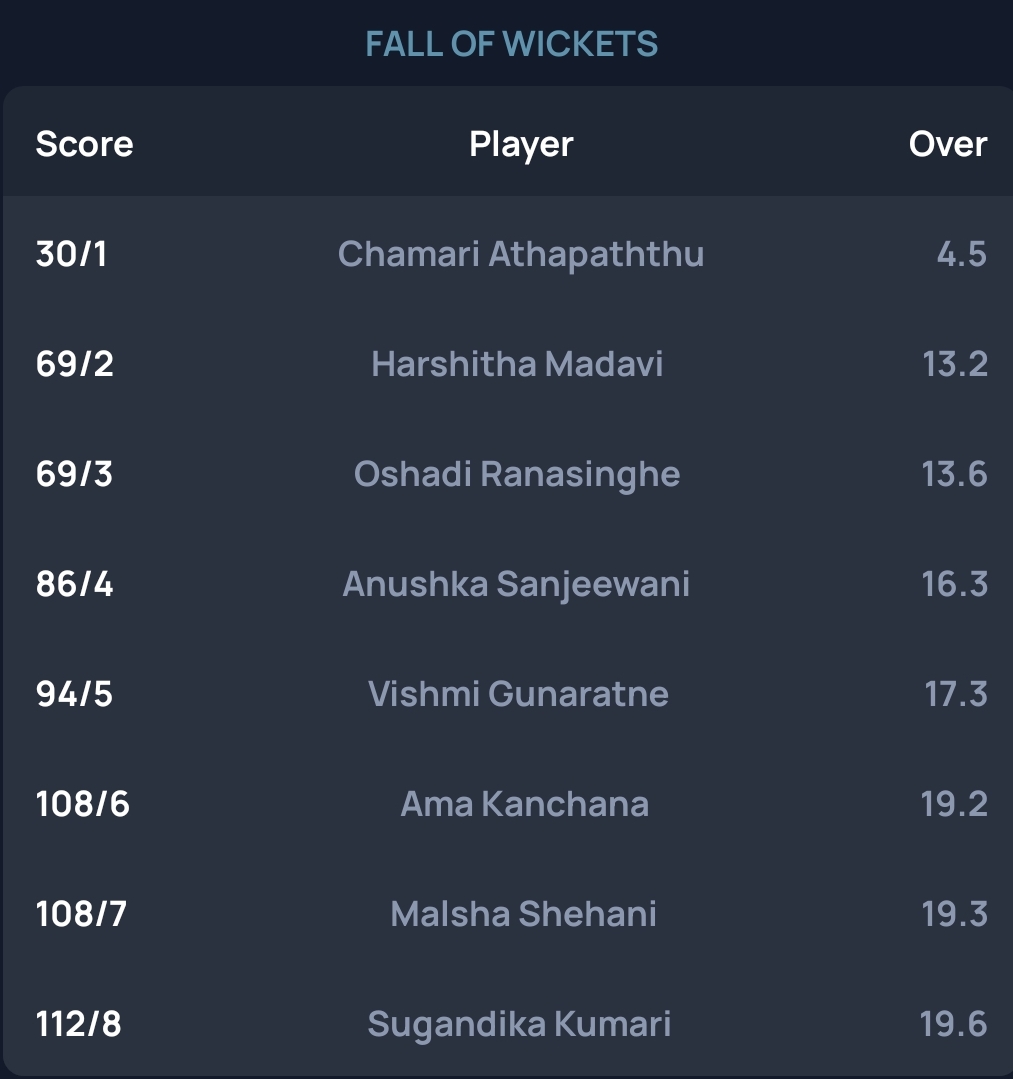 FALL OF WICKETS
Score Player Over
30/1 Chamari Athapaththu 4.5
69/2 Harshitha Madavi 13.2
69/3 Oshadi Ranasinghe 13.6
86/4 Anushka Sanjeewani 16.3
94/5 Vishmi Gunaratne 17.3
108/6 Ama Kanchana 19.2
108/7 Malsha Shehani 19.3
112/8 Sugandika Kumari 19.6